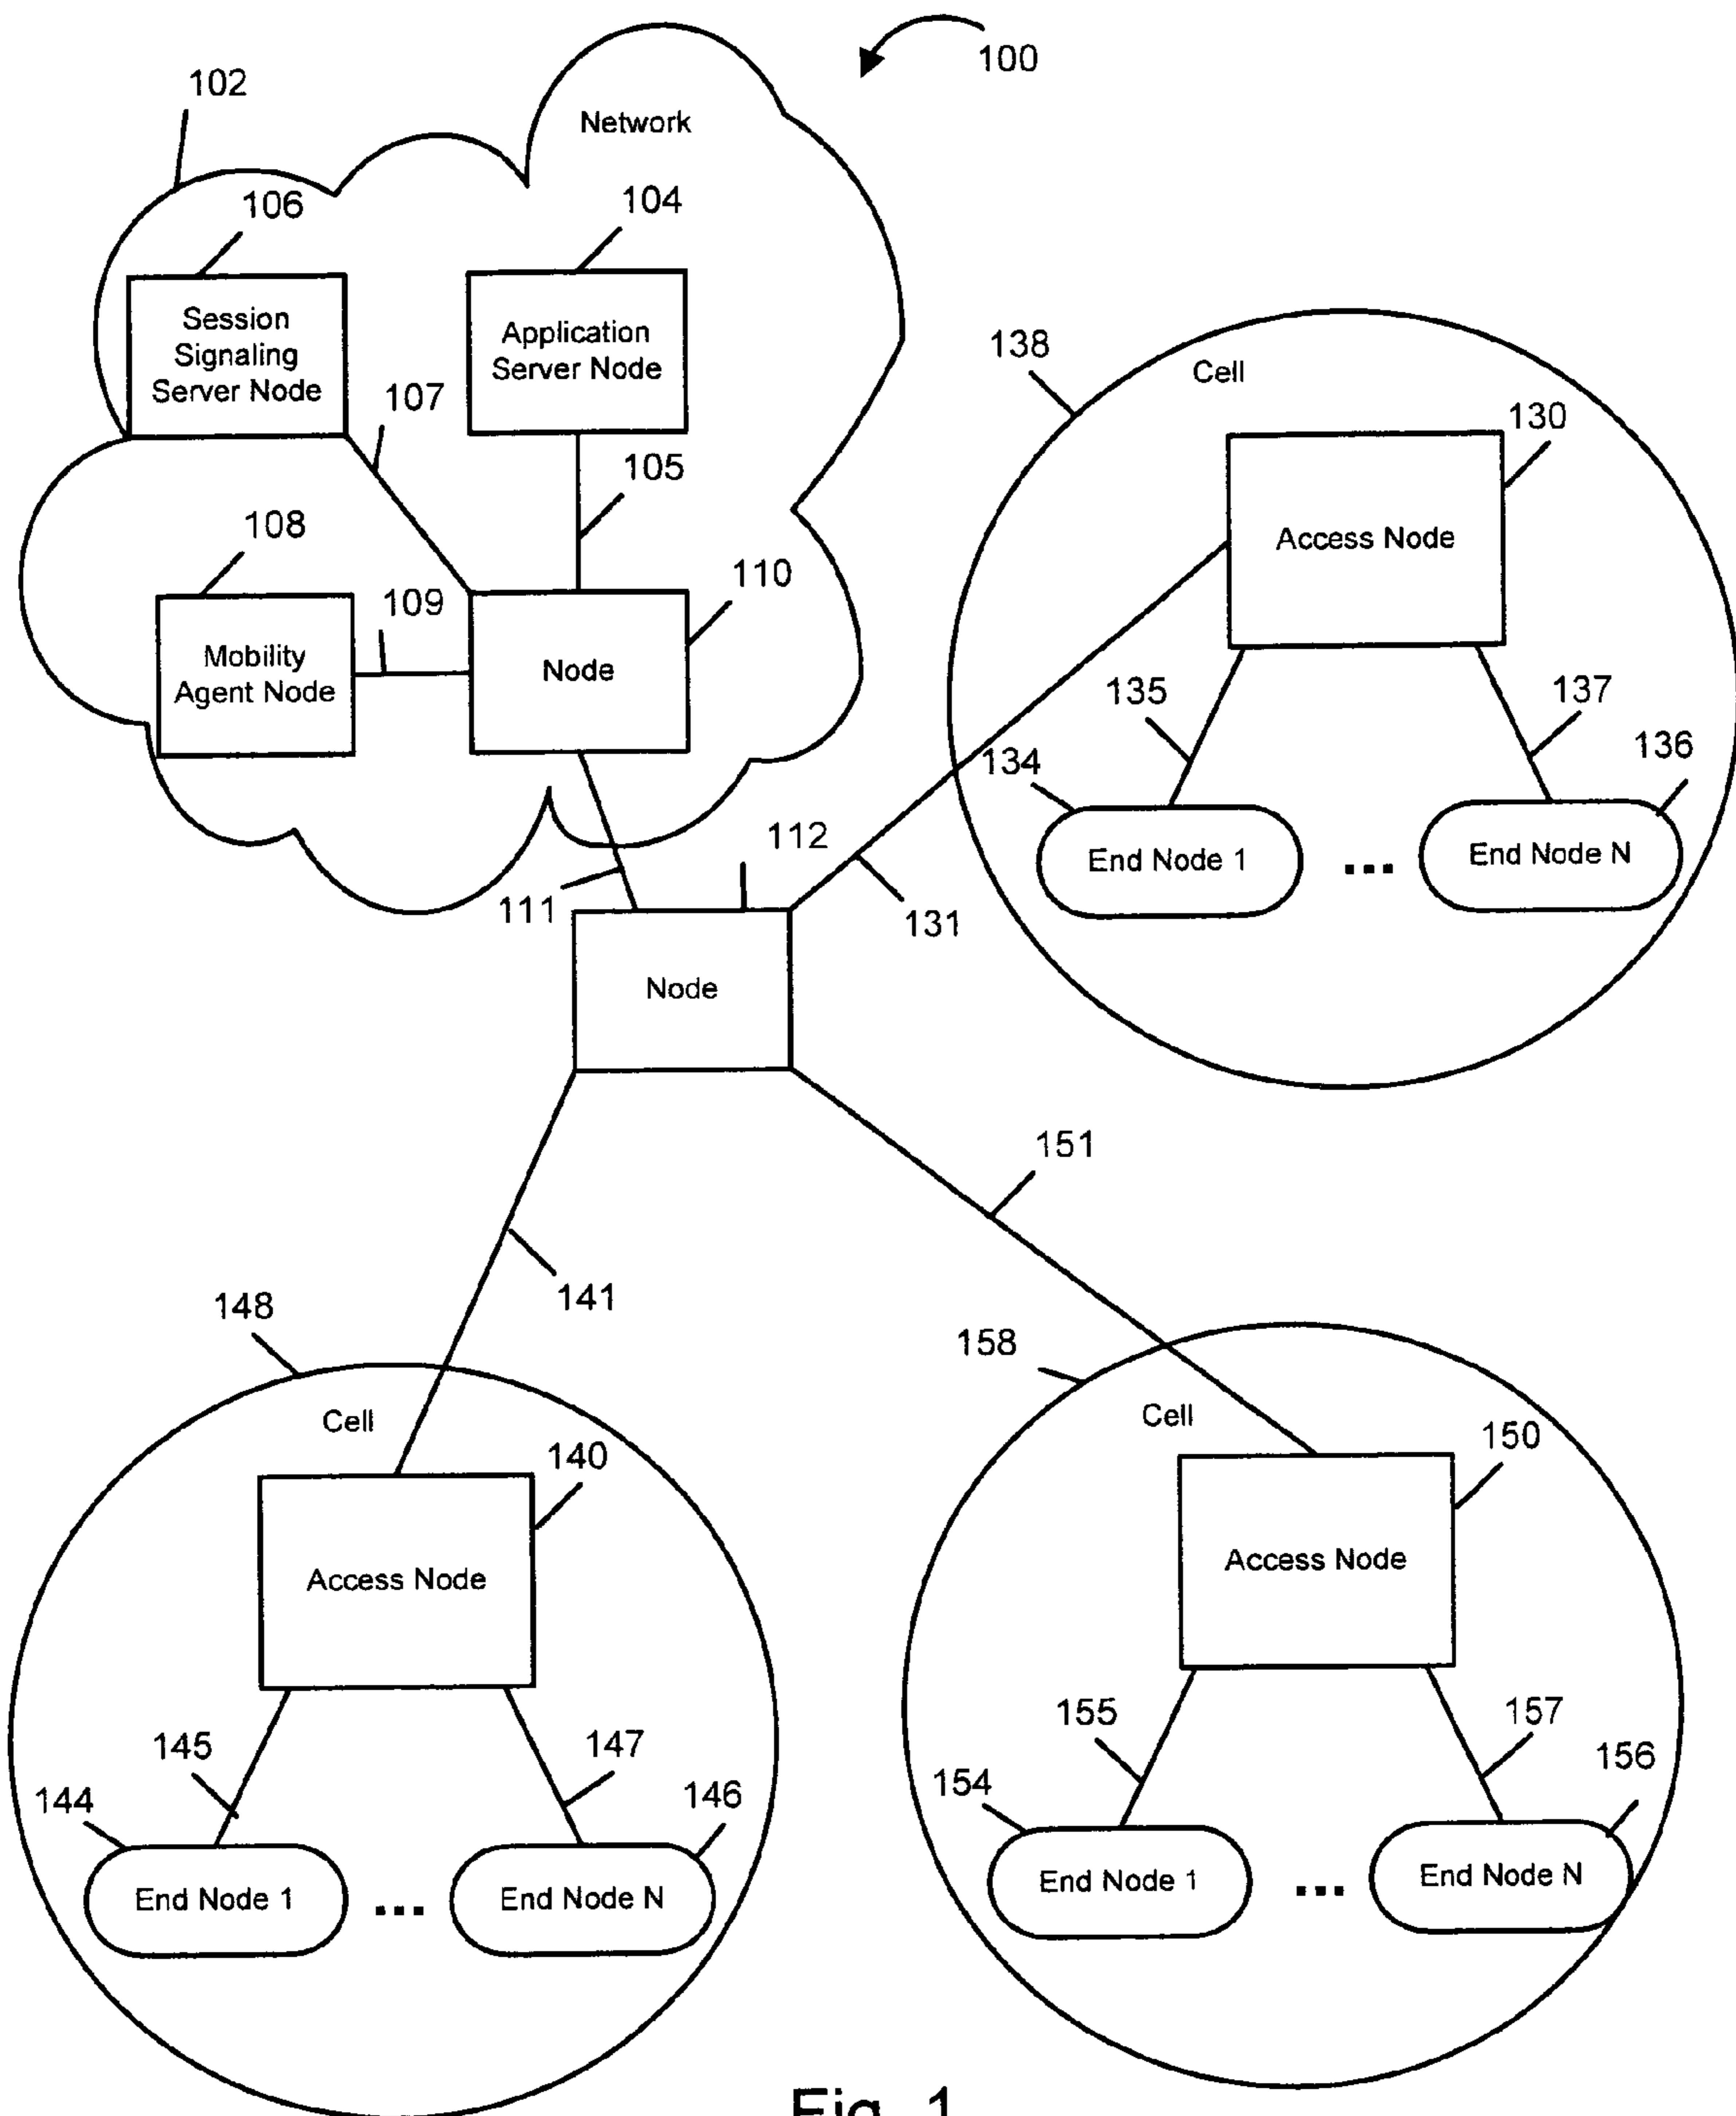 100
102
Network
106
104
Session
Signaling
Server Node
Application
Server Node
107
105
138
Cell
130
Access Node
108
109
110
Mobility
Agent Node
Node
135
137
134
136
End Node 1
...
End Node N
112
111
131
Node
151
141
148
158
Cell
Cell
140
150
Access Node
Access Node
145
147
155
157
144
146
154
156
End Node 1
...
End Node N
End Node 1
...
End Node N
Fig. 1